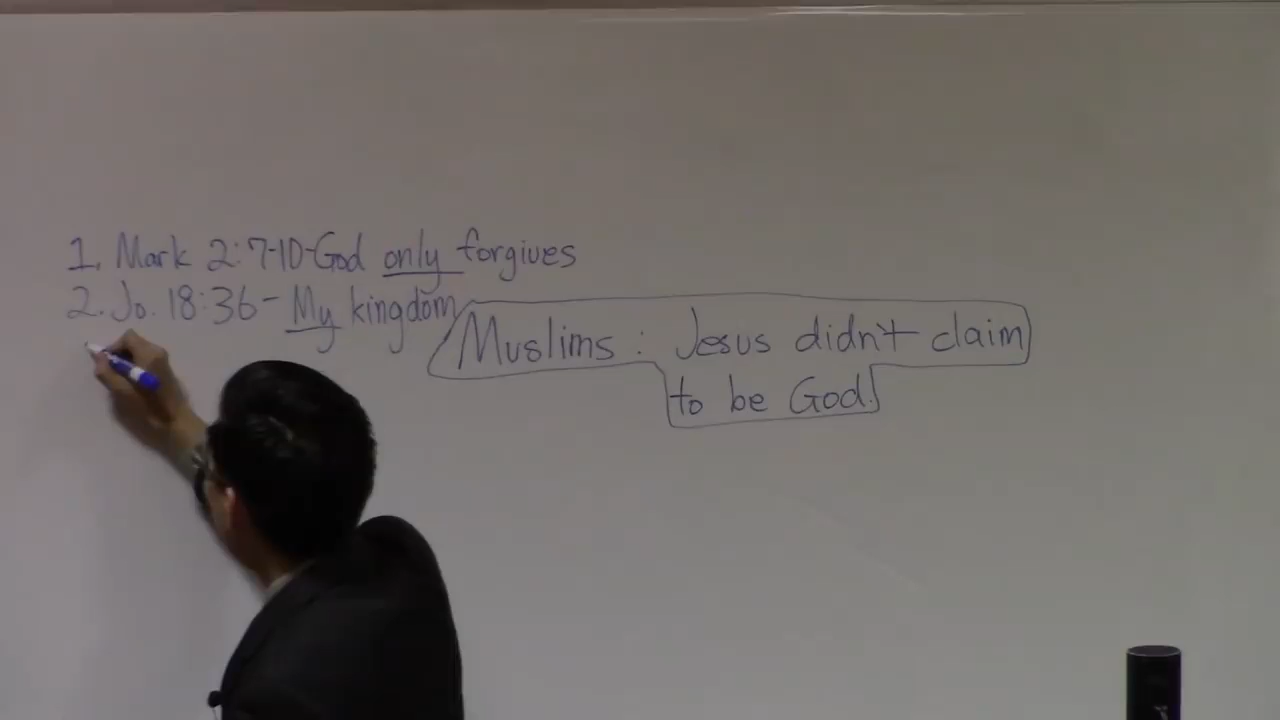 1. Mark 2:7-10-God only forgives
2. Jo. 18:36- My kingdom
Muslims: Jesus didn't claim
to be God.